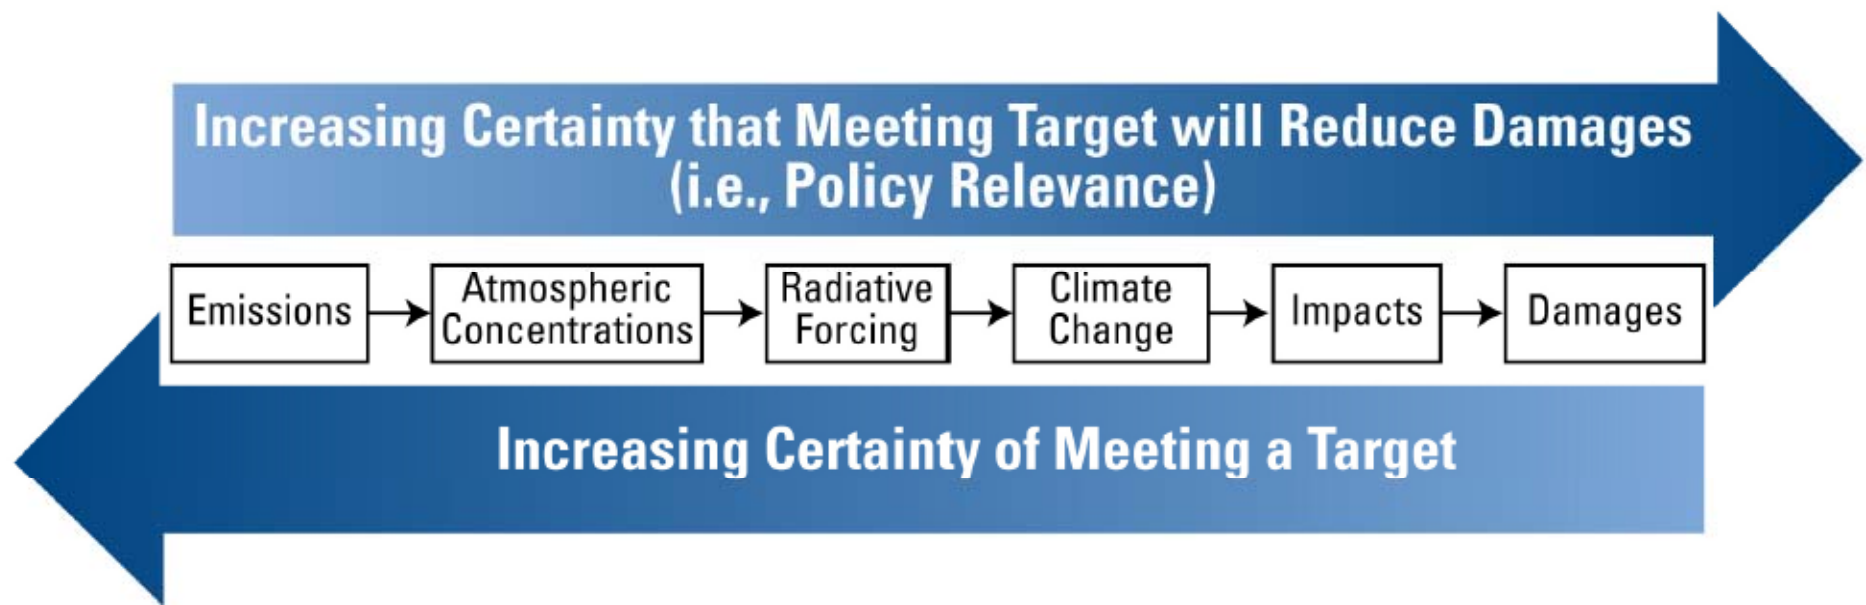 Increasing Certainty that Meeting Target will Reduce Damages
(i.e., Policy Relevance)
Emissions
Atmospheric
Concentrations
Radiative
Forcing
Climate
Change
Impacts
Damages
Increasing Certainty of Meeting a Target